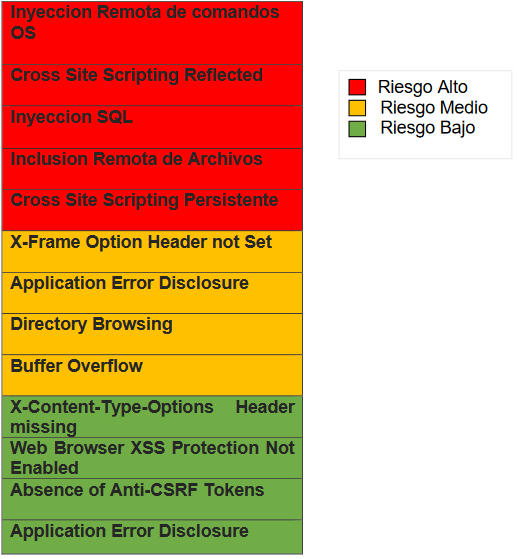 Inyeccion Remota de comandos
OS
Cross Site Scripting Reflected
Inyeccion SQL
Inclusion Remota de Archivos
Cross Site Scripting Persistente
X-Frame Option Header not Set
Application Error Disclosure
Directory Browsing
Buffer Overflow
X-Content-Type-Options Header
missing
Web Browser XSS Protection Not
Enabled
Absence of Anti-CSRF Tokens
Application Error Disclosure
Riesgo Alto
Riesgo Medio
Riesgo Bajo